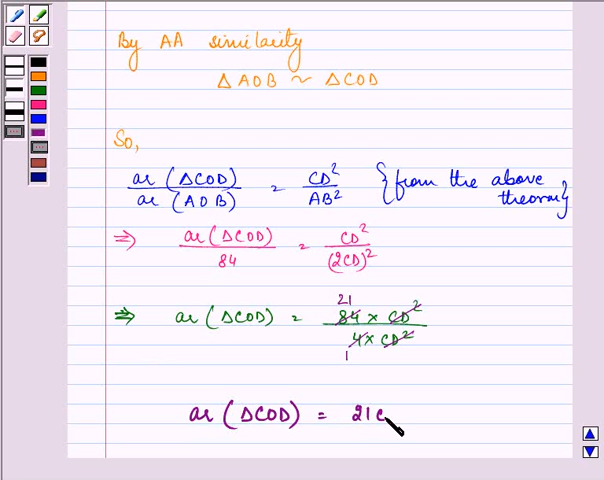 By AA similarity
Δ AOB ~ ΔCOD
So,
ar (ΔCOD) / ar (AOB) = CD² / AB² {from the above theorem}
⇒ ar (ΔCOD) / 84 = CD² / (2CD)²
⇒ ar (ΔCOD) = 84 21 × CD² / 4 1 × CD²
ar (ΔCOD) = 21 c